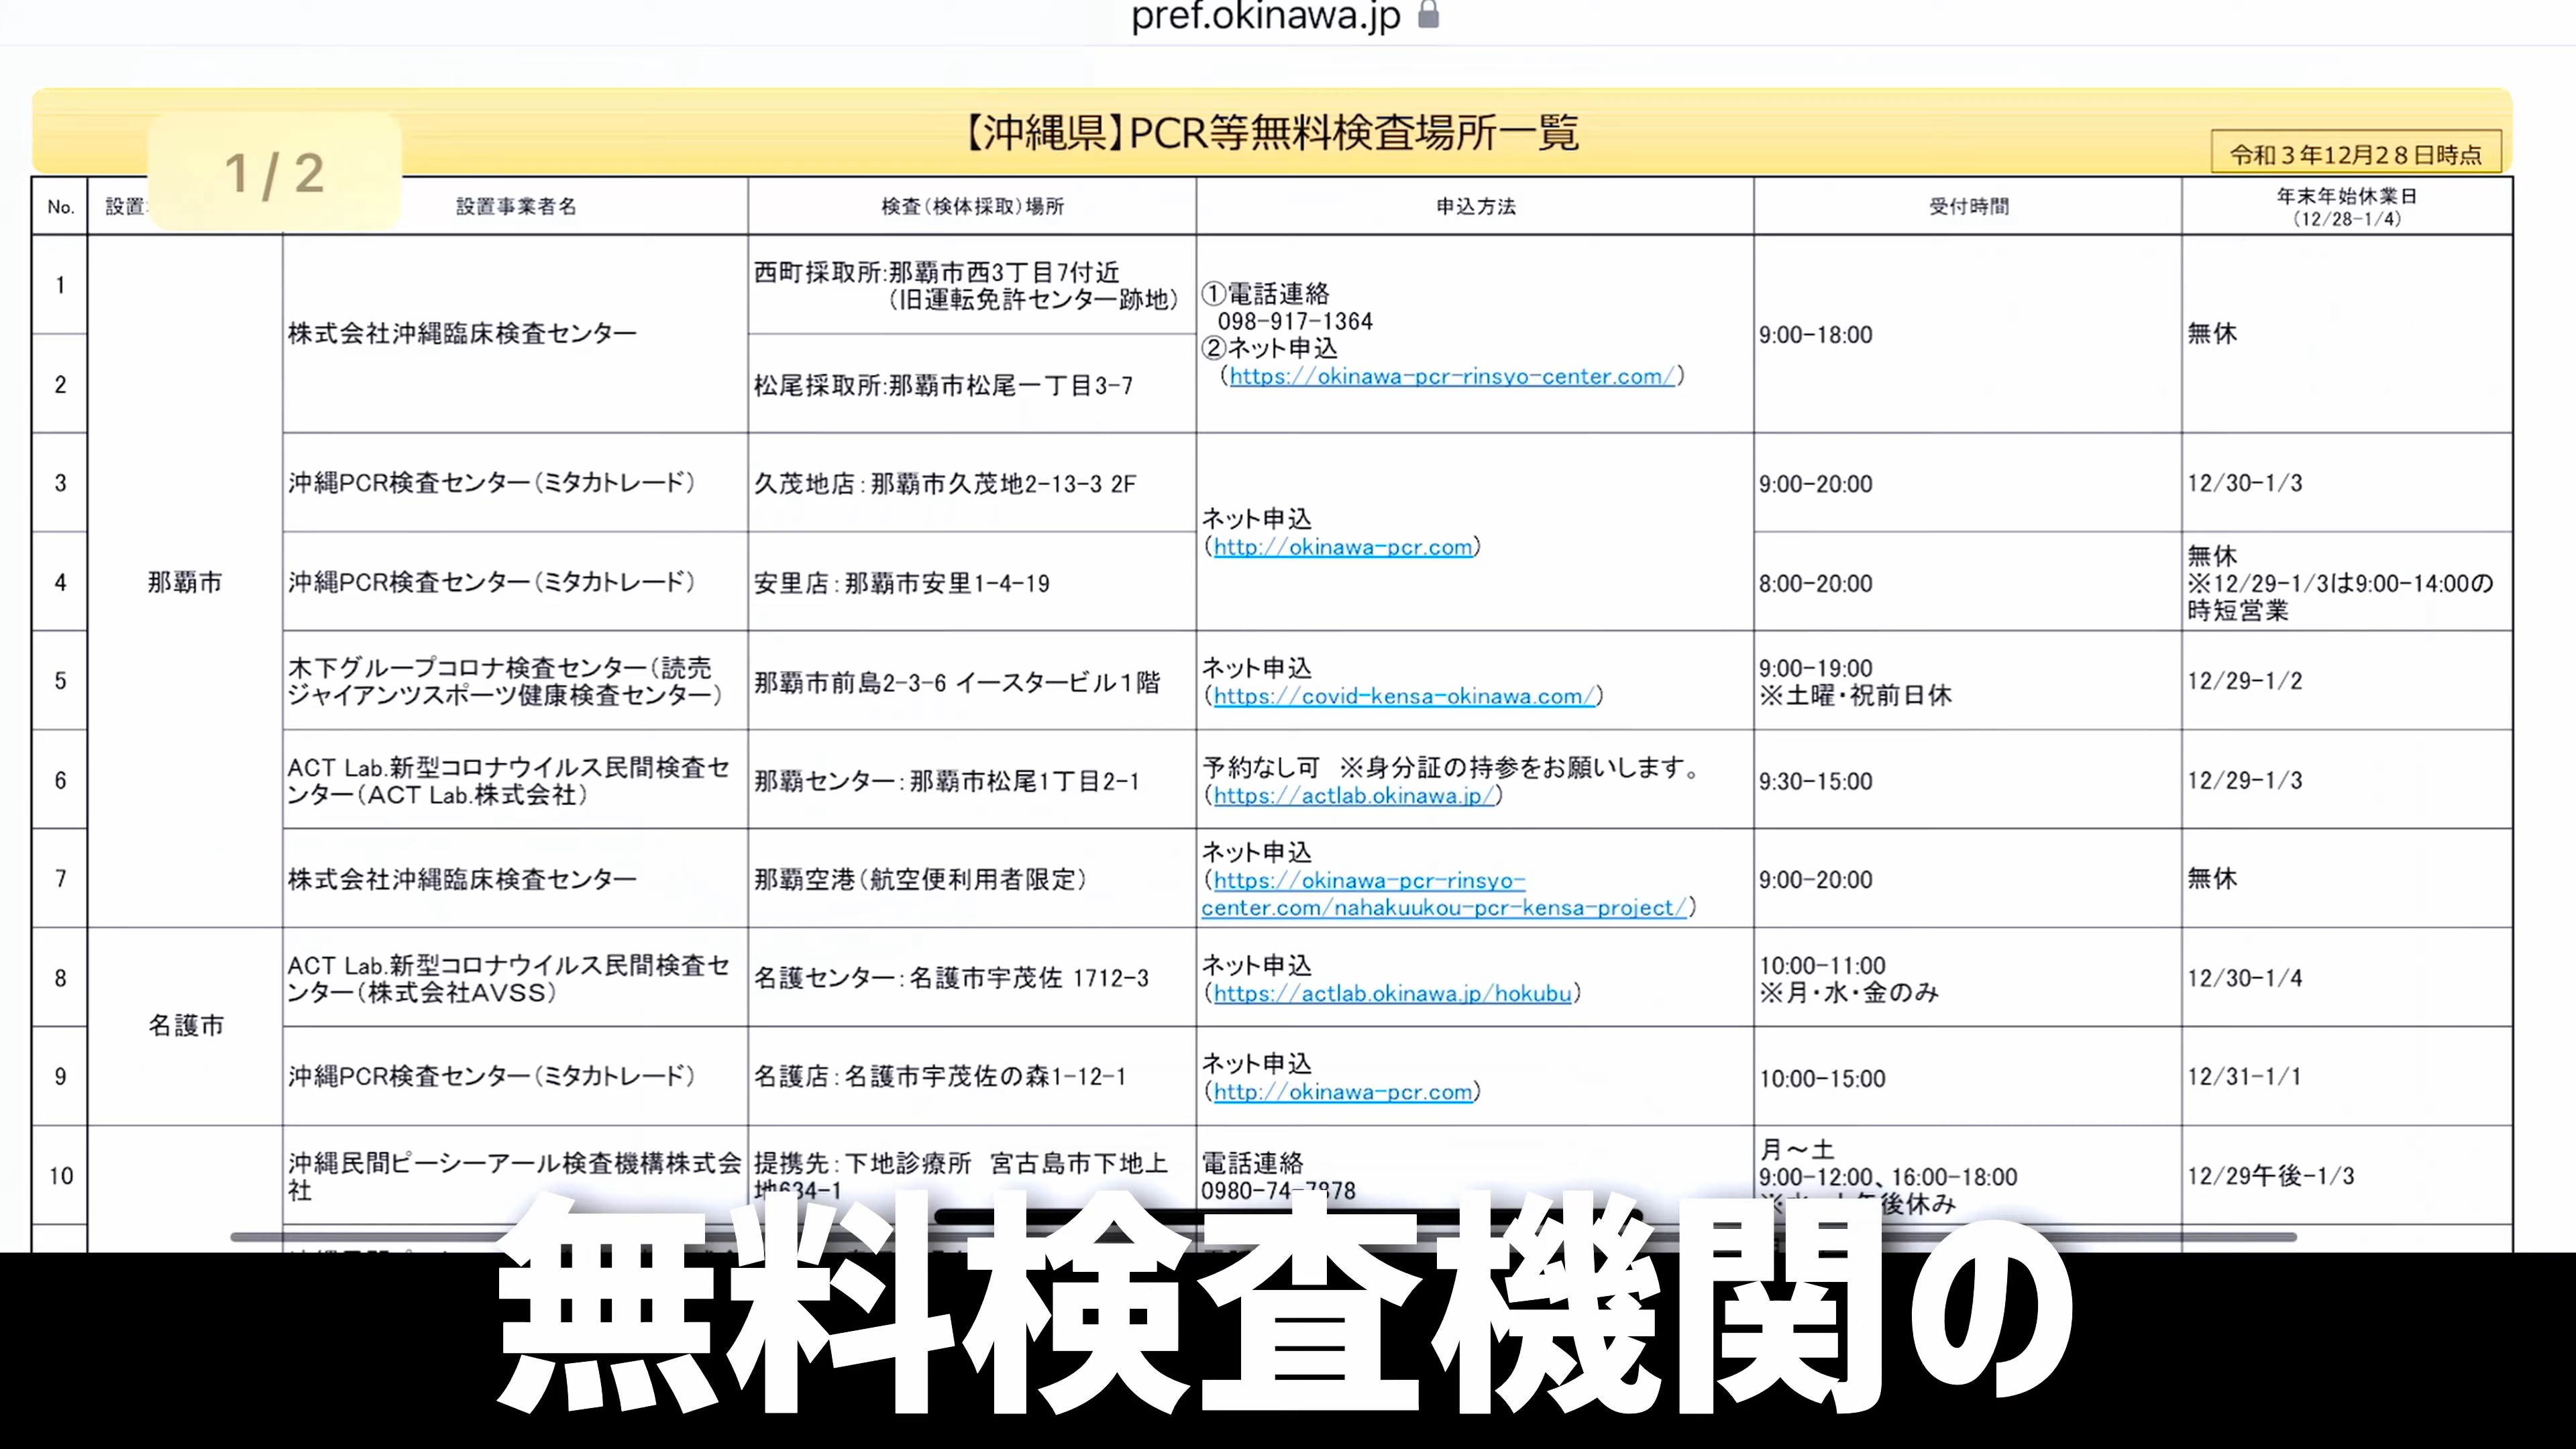 pref.okinawa.jp
【沖縄県】PCR等無料検査場所一覧
令和３年12月２８日時点
1/2
No.
設置
設置事業者名
検査（検体採取）場所
申込方法
受付時間
年末年始休業日
（12/28-1/4）
1
西町採取所：那覇市西3丁目7付近
（旧運転免許センター跡地）
株式会社沖縄臨床検査センター
①電話連絡
098-917-1364
②ネット申込
（https://okinawa-pcr-rinsyo-center.com/）
9:00-18:00
無休
2
松尾採取所：那覇市松尾一丁目3-7
那覇市
3
沖縄PCR検査センター（ミタカトレード）
久茂地店：那覇市久茂地2-13-3 2F
ネット申込
（http://okinawa-pcr.com）
9:00-20:00
12/30-1/3
4
沖縄PCR検査センター（ミタカトレード）
安里店：那覇市安里1-4-19
8:00-20:00
無休
※12/29-1/3は9:00-14:00の
時短営業
5
木下グループコロナ検査センター（読売
ジャイアンツスポーツ健康検査センター）
那覇市前島2-3-6 イースタービル１階
ネット申込
（https://covid-kensa-okinawa.com/）
9:00-19:00
※土曜・祝前日休
12/29-1/2
6
ACT Lab.新型コロナウイルス民間検査セ
ンター（ACT Lab.株式会社）
那覇センター：那覇市松尾1丁目2-1
予約なし可　※身分証の持参をお願いします。
（https://actlab.okinawa.jp/）
9:30-15:00
12/29-1/3
7
株式会社沖縄臨床検査センター
那覇空港（航空便利用者限定）
ネット申込
（https://okinawa-pcr-rinsyo-
center.com/nahakuukou-pcr-kensa-project/）
9:00-20:00
無休
名護市
8
ACT Lab.新型コロナウイルス民間検査セ
ンター（株式会社AVSS）
名護センター：名護市宇茂佐 1712-3
ネット申込
（https://actlab.okinawa.jp/hokubu）
10:00-11:00
※月・水・金のみ
12/30-1/4
9
沖縄PCR検査センター（ミタカトレード）
名護店：名護市宇茂佐の森1-12-1
ネット申込
（http://okinawa-pcr.com）
10:00-15:00
12/31-1/1
10
沖縄民間ピーシーアール検査機構株式会
社
提携先：下地診療所　宮古島市下地上
地634-1
電話連絡
0980-74-7878
月～土
9:00-12:00、16:00-18:00
後休み
12/29午後-1/3
無料検査機関の